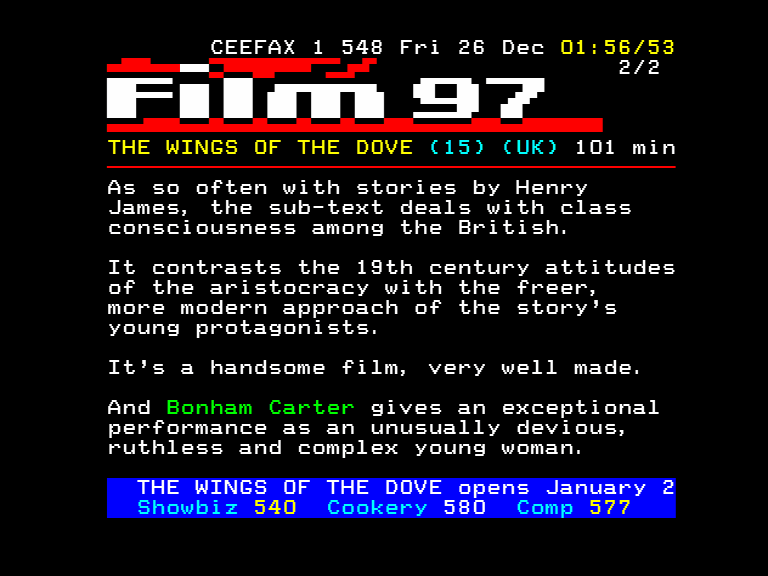 CEEFAX 1 548 Fri 26 Dec 01:56/53
2/2
Film 97
THE WINGS OF THE DOVE (15) (UK) 101 min
As so often with stories by Henry
James, the sub-text deals with class
consciousness among the British.
It contrasts the 19th century attitudes
of the aristocracy with the freer,
more modern approach of the story's
young protagonists.
It's a handsome film, very well made.
And Bonham Carter gives an exceptional
performance as an unusually devious,
ruthless and complex young woman.
THE WINGS OF THE DOVE opens January 2
Showbiz 540 Cookery 580 Comp 577